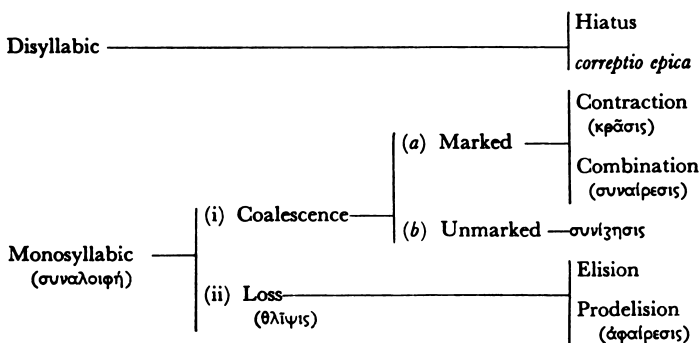 Hiatus
Disyllabic
correptio epica
Contraction
(κρᾶσις)
(a) Marked
Combination
(συναίρεσις)
(i) Coalescence
(b) Unmarked
συνίζησις
Monosyllabic
(συναλοιφή)
Elision
(ii) Loss
(θλῖψις)
Prodelision
(ἀφαίρεσις)